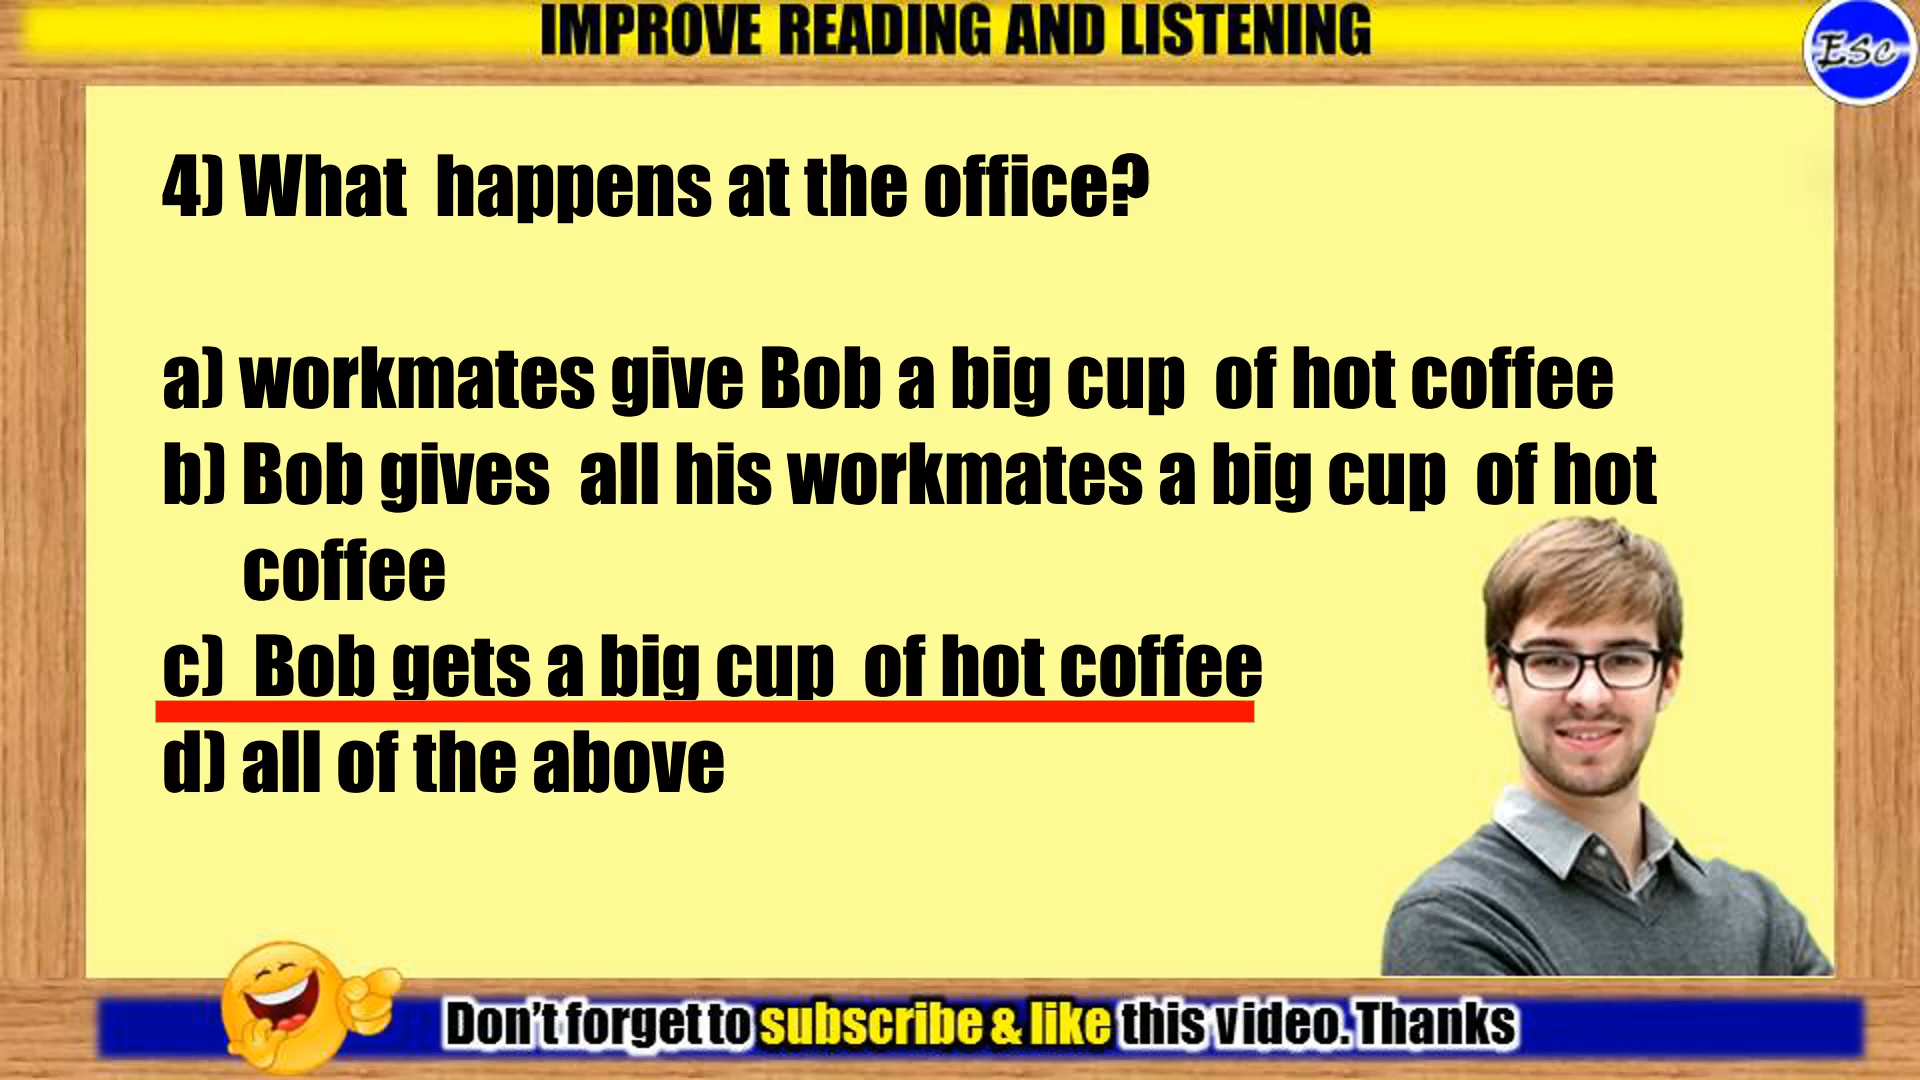 IMPROVE READING AND LISTENING
ESC
4) What happens at the office?
a) workmates give Bob a big cup of hot coffee
b) Bob gives all his workmates a big cup of hot
coffee
c) Bob gets a big cup of hot coffee
d) all of the above
Don't forget to subscribe & like this video. Thanks